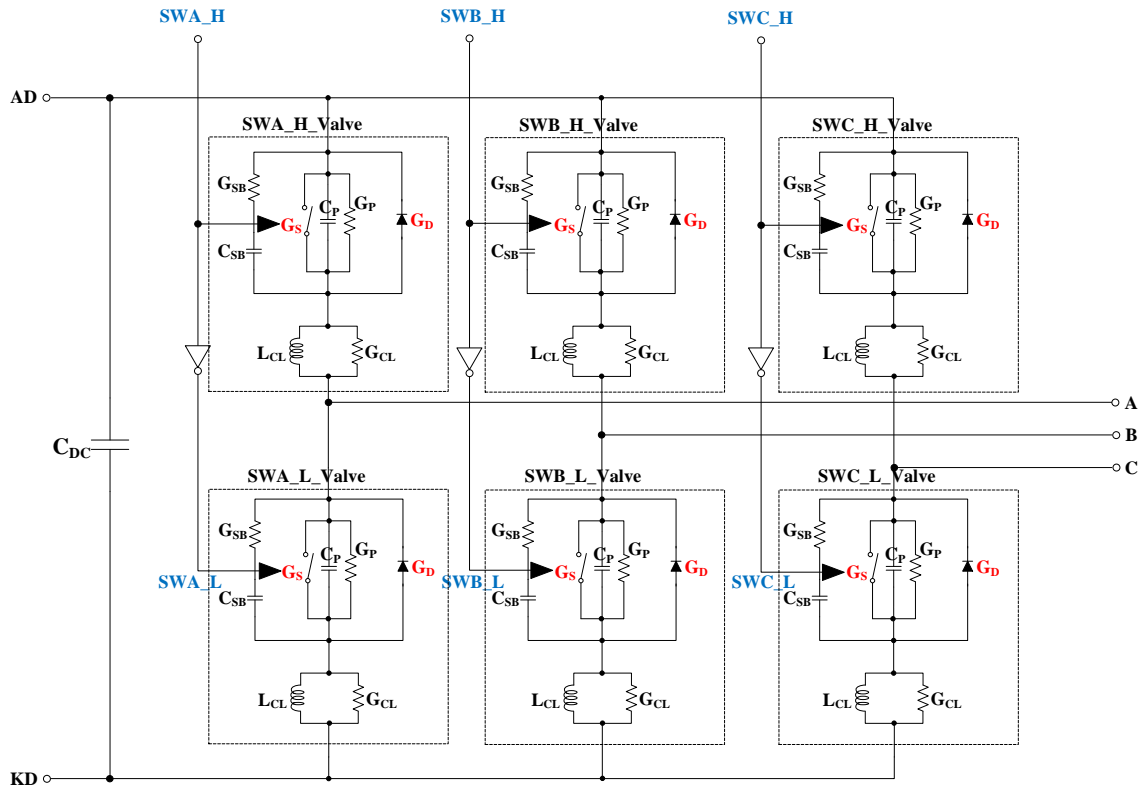 SWA_H SWB_H SWC_H
AD
SWA_H_Valve SWB_H_Valve SWC_H_Valve
GSB GS CP GP GD CSB LCL GCL
GSB GS CP GP GD CSB LCL GCL
GSB GS CP GP GD CSB LCL GCL
A
B
CDC
C
SWA_L_Valve SWB_L_Valve SWC_L_Valve
GSB GS CP GP GD SWA_L CSB LCL GCL
GSB GS CP GP GD SWB_L CSB LCL GCL
GSB GS CP GP GD SWC_L CSB LCL GCL
KD